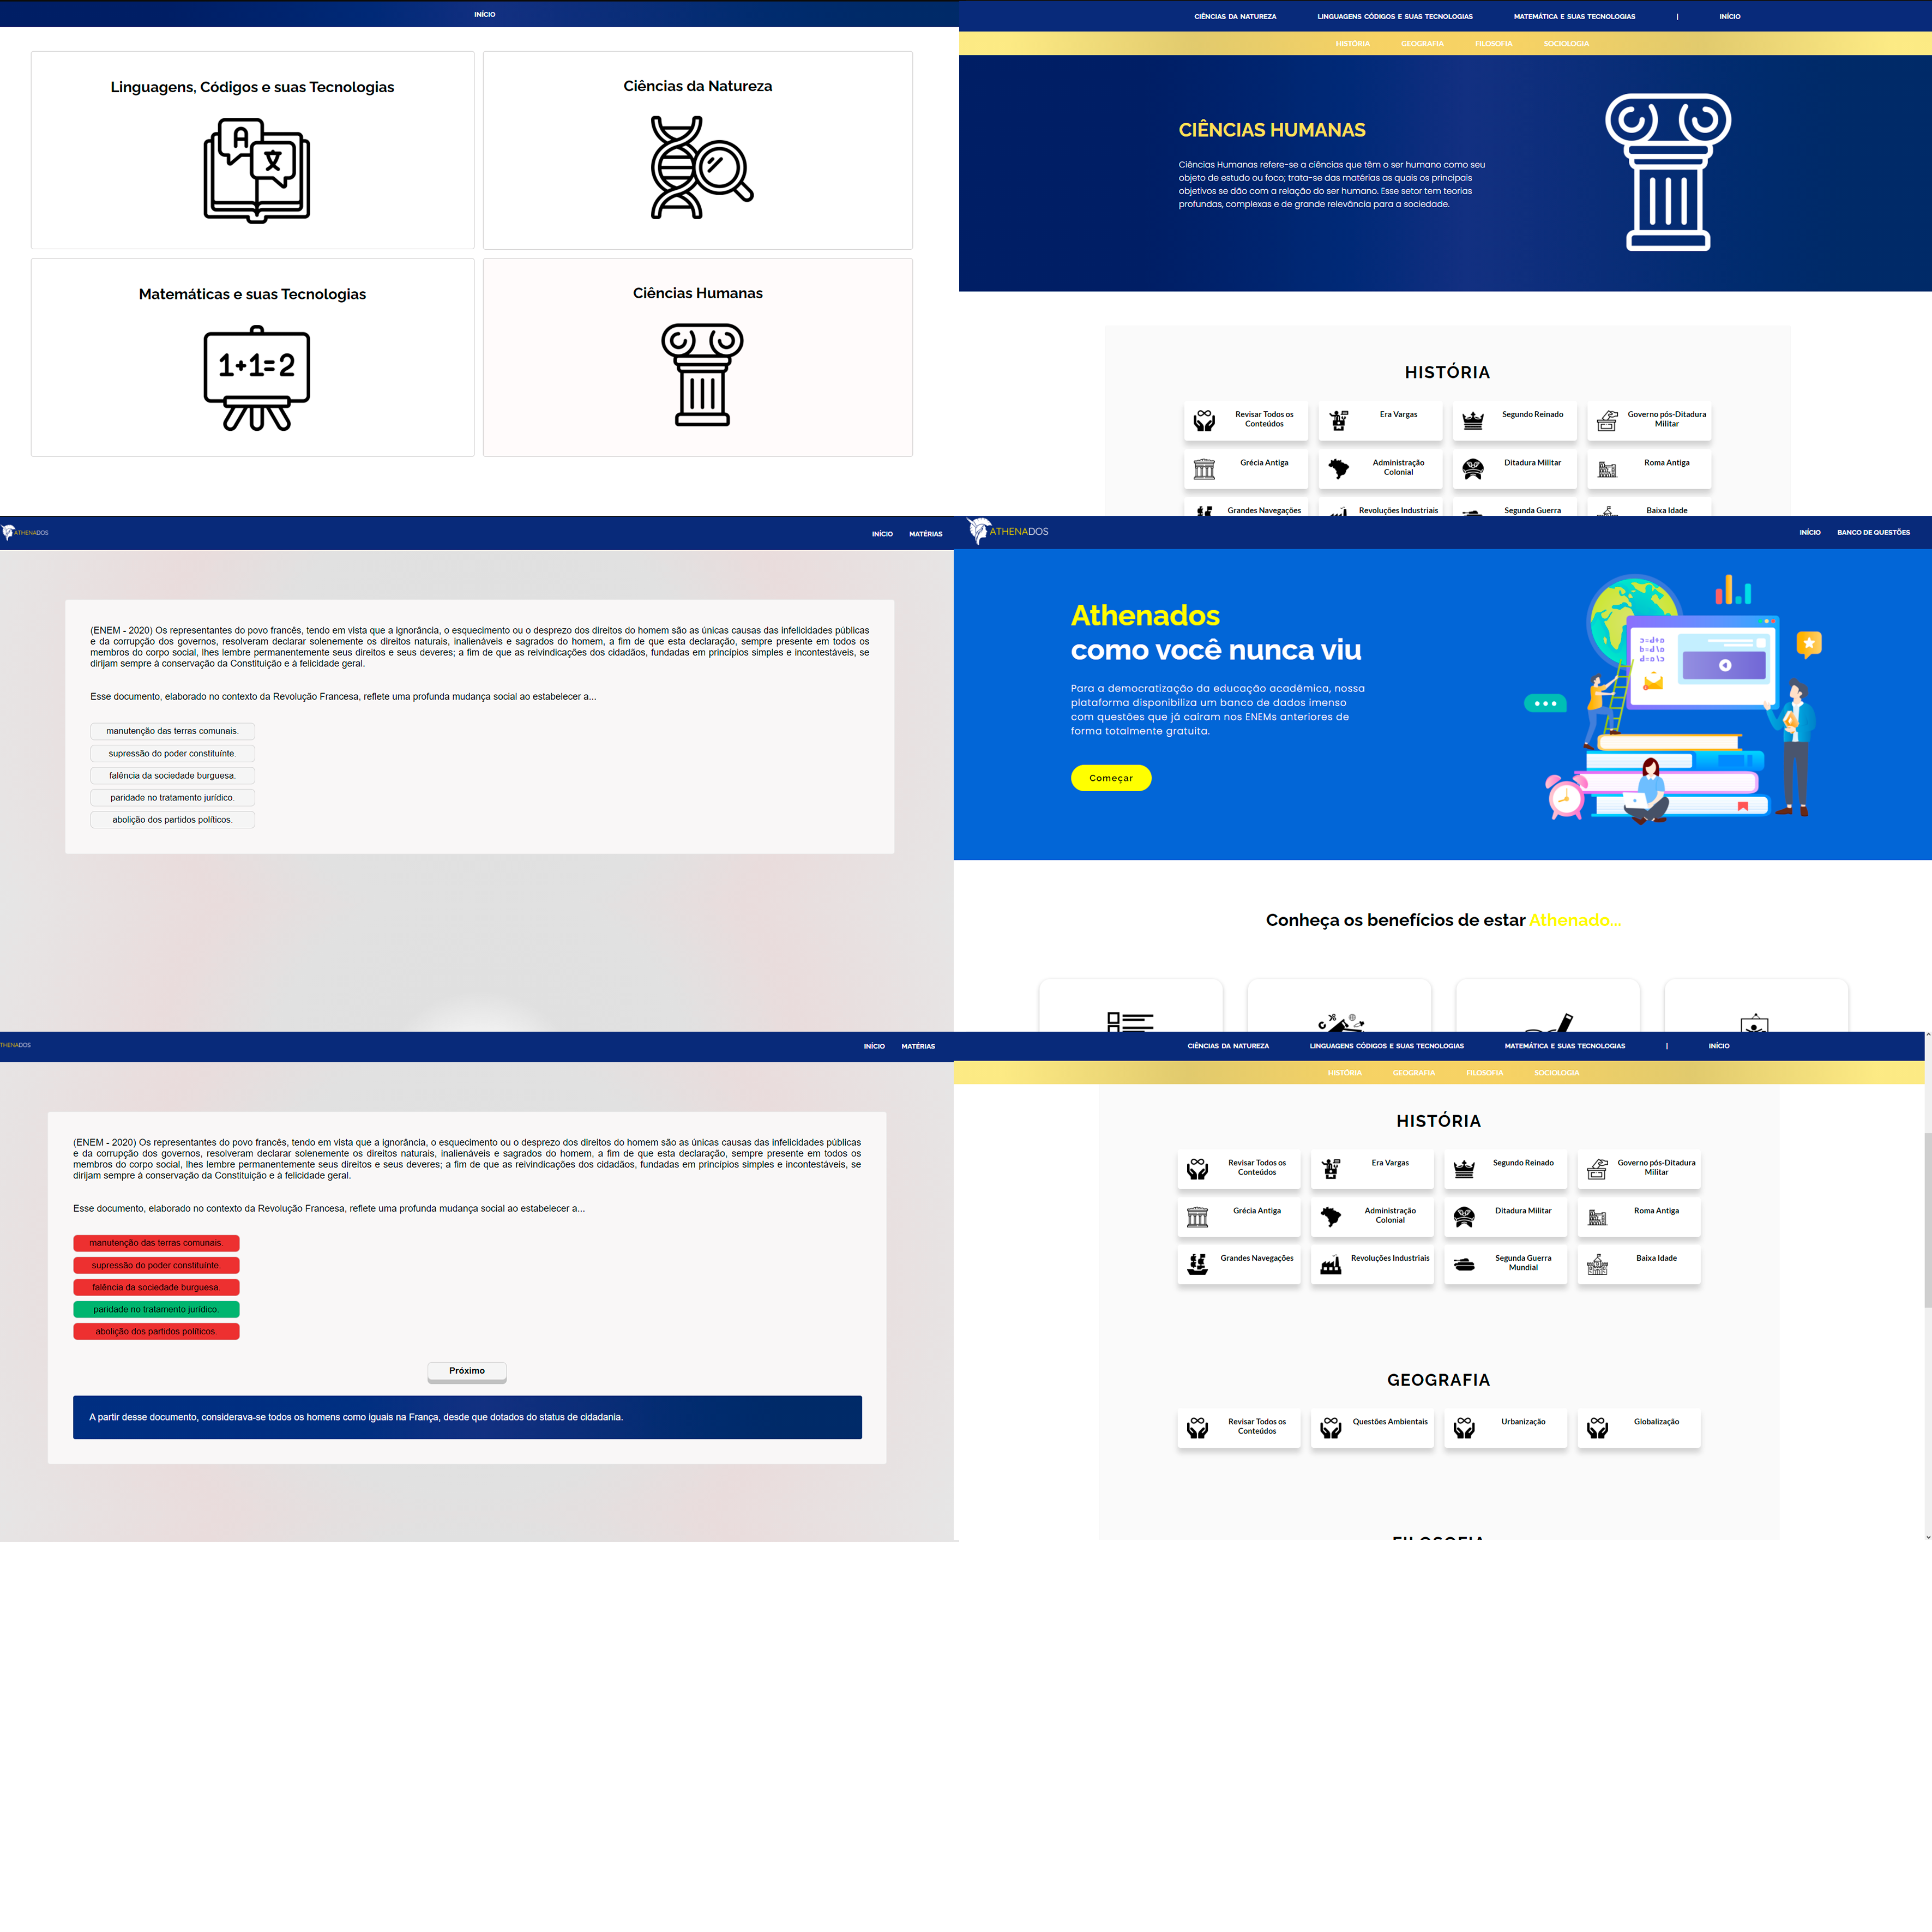 INÍCIO
Linguagens, Códigos e suas Tecnologias
Ciências da Natureza
Matemáticas e suas Tecnologias
1+1=2
Ciências Humanas
CIÊNCIAS DA NATUREZA LINGUAGENS CÓDIGOS E SUAS TECNOLOGIAS MATEMÁTICA E SUAS TECNOLOGIAS | INÍCIO
HISTÓRIA GEOGRAFIA FILOSOFIA SOCIOLOGIA
CIÊNCIAS HUMANAS
Ciências Humanas refere-se a ciências que têm o ser humano como seu
objeto de estudo ou foco; trata-se das matérias as quais os principais
objetivos se dão com a relação do ser humano. Esse setor tem teorias
profundas, complexas e de grande relevância para a sociedade.
HISTÓRIA
Revisar Todos os
Conteúdos
Era Vargas
Segundo Reinado
Governo pós-Ditadura
Militar
Grécia Antiga
Administração
Colonial
Ditadura Militar
Roma Antiga
Grandes Navegações
Revoluções Industriais
Segunda Guerra
Baixa Idade
ATHENADOS
INÍCIO MATÉRIAS
(ENEM - 2020) Os representantes do povo francês, tendo em vista que a ignorância, o esquecimento ou o desprezo dos direitos do homem são as únicas causas das infelicidades públicas
e da corrupção dos governos, resolveram declarar solenemente os direitos naturais, inalienáveis e sagrados do homem, a fim de que esta declaração, sempre presente em todos os
membros do corpo social, lhes lembre permanentemente seus direitos e seus deveres; a fim de que as reivindicações dos cidadãos, fundadas em princípios simples e incontestáveis, se
dirijam sempre à conservação da Constituição e à felicidade geral.
Esse documento, elaborado no contexto da Revolução Francesa, reflete uma profunda mudança social ao estabelecer a...
manutenção das terras comunais.
supressão do poder constituínte.
falência da sociedade burguesa.
paridade no tratamento jurídico.
abolição dos partidos políticos.
ATHENADOS
INÍCIO BANCO DE QUESTÕES
Athenados
como você nunca viu
Para a democratização da educação acadêmica, nossa
plataforma disponibiliza um banco de dados imenso
com questões que já caíram nos ENEMs anteriores de
forma totalmente gratuita.
Começar
Conheça os benefícios de estar Athenado...
THENADOS
INÍCIO MATÉRIAS
(ENEM - 2020) Os representantes do povo francês, tendo em vista que a ignorância, o esquecimento ou o desprezo dos direitos do homem são as únicas causas das infelicidades públicas
e da corrupção dos governos, resolveram declarar solenemente os direitos naturais, inalienáveis e sagrados do homem, a fim de que esta declaração, sempre presente em todos os
membros do corpo social, lhes lembre permanentemente seus direitos e seus deveres; a fim de que as reivindicações dos cidadãos, fundadas em princípios simples e incontestáveis, se
dirijam sempre à conservação da Constituição e à felicidade geral.
Esse documento, elaborado no contexto da Revolução Francesa, reflete uma profunda mudança social ao estabelecer a...
manutenção das terras comunais.
supressão do poder constituínte.
falência da sociedade burguesa.
paridade no tratamento jurídico.
abolição dos partidos políticos.
Próximo
A partir desse documento, considerava-se todos os homens como iguais na França, desde que dotados do status de cidadania.
CIÊNCIAS DA NATUREZA LINGUAGENS CÓDIGOS E SUAS TECNOLOGIAS MATEMÁTICA E SUAS TECNOLOGIAS | INÍCIO
HISTÓRIA GEOGRAFIA FILOSOFIA SOCIOLOGIA
HISTÓRIA
Revisar Todos os
Conteúdos
Era Vargas
Segundo Reinado
Governo pós-Ditadura
Militar
Grécia Antiga
Administração
Colonial
Ditadura Militar
Roma Antiga
Grandes Navegações
Revoluções Industriais
Segunda Guerra
Mundial
Baixa Idade
GEOGRAFIA
Revisar Todos os
Conteúdos
Questões Ambientais
Urbanização
Globalização
FILOSOFIA